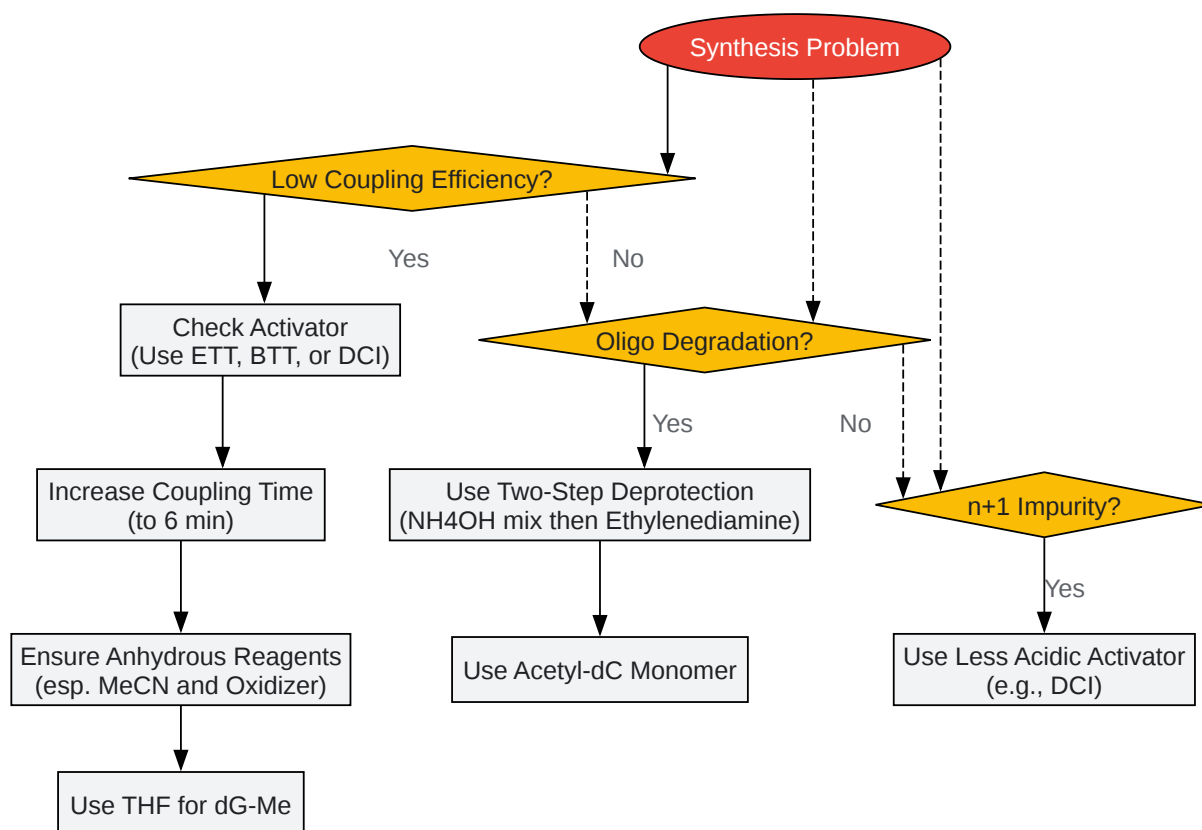 Synthesis Problem
Low Coupling Efficiency?
Yes
No
Check Activator
(Use ETT, BTT, or DCI)
Oligo Degradation?
Yes
No
Increase Coupling Time
(to 6 min)
Use Two-Step Deprotection
(NH4OH mix then Ethylenediamine)
n+1 Impurity?
Yes
Ensure Anhydrous Reagents
(esp. MeCN and Oxidizer)
Use Acetyl-dC Monomer
Use Less Acidic Activator
(e.g., DCI)
Use THF for dG-Me